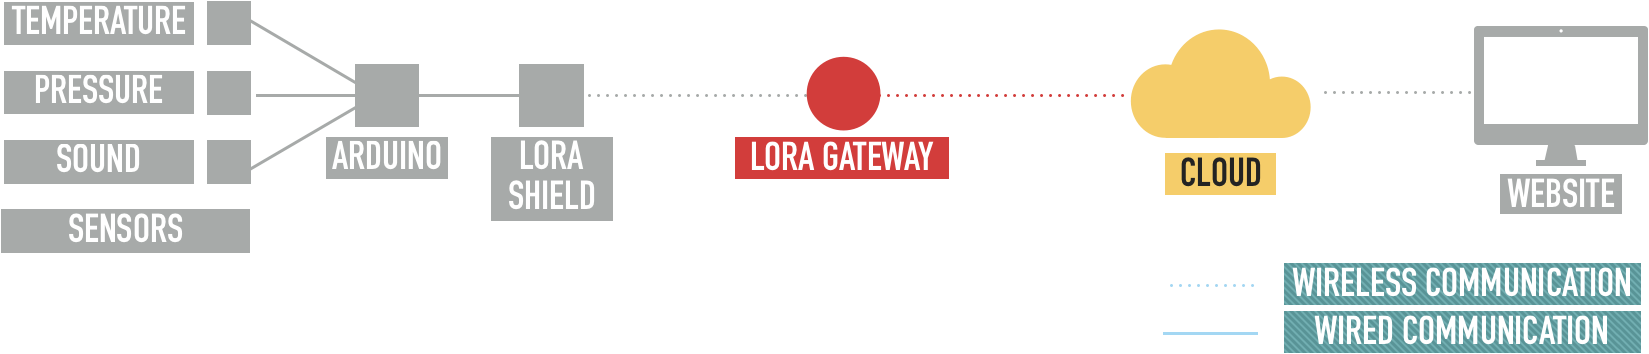 TEMPERATURE
PRESSURE
SOUND
SENSORS
ARDUINO
LORA
SHIELD
LORA GATEWAY
CLOUD
WEBSITE
WIRELESS COMMUNICATION
WIRED COMMUNICATION